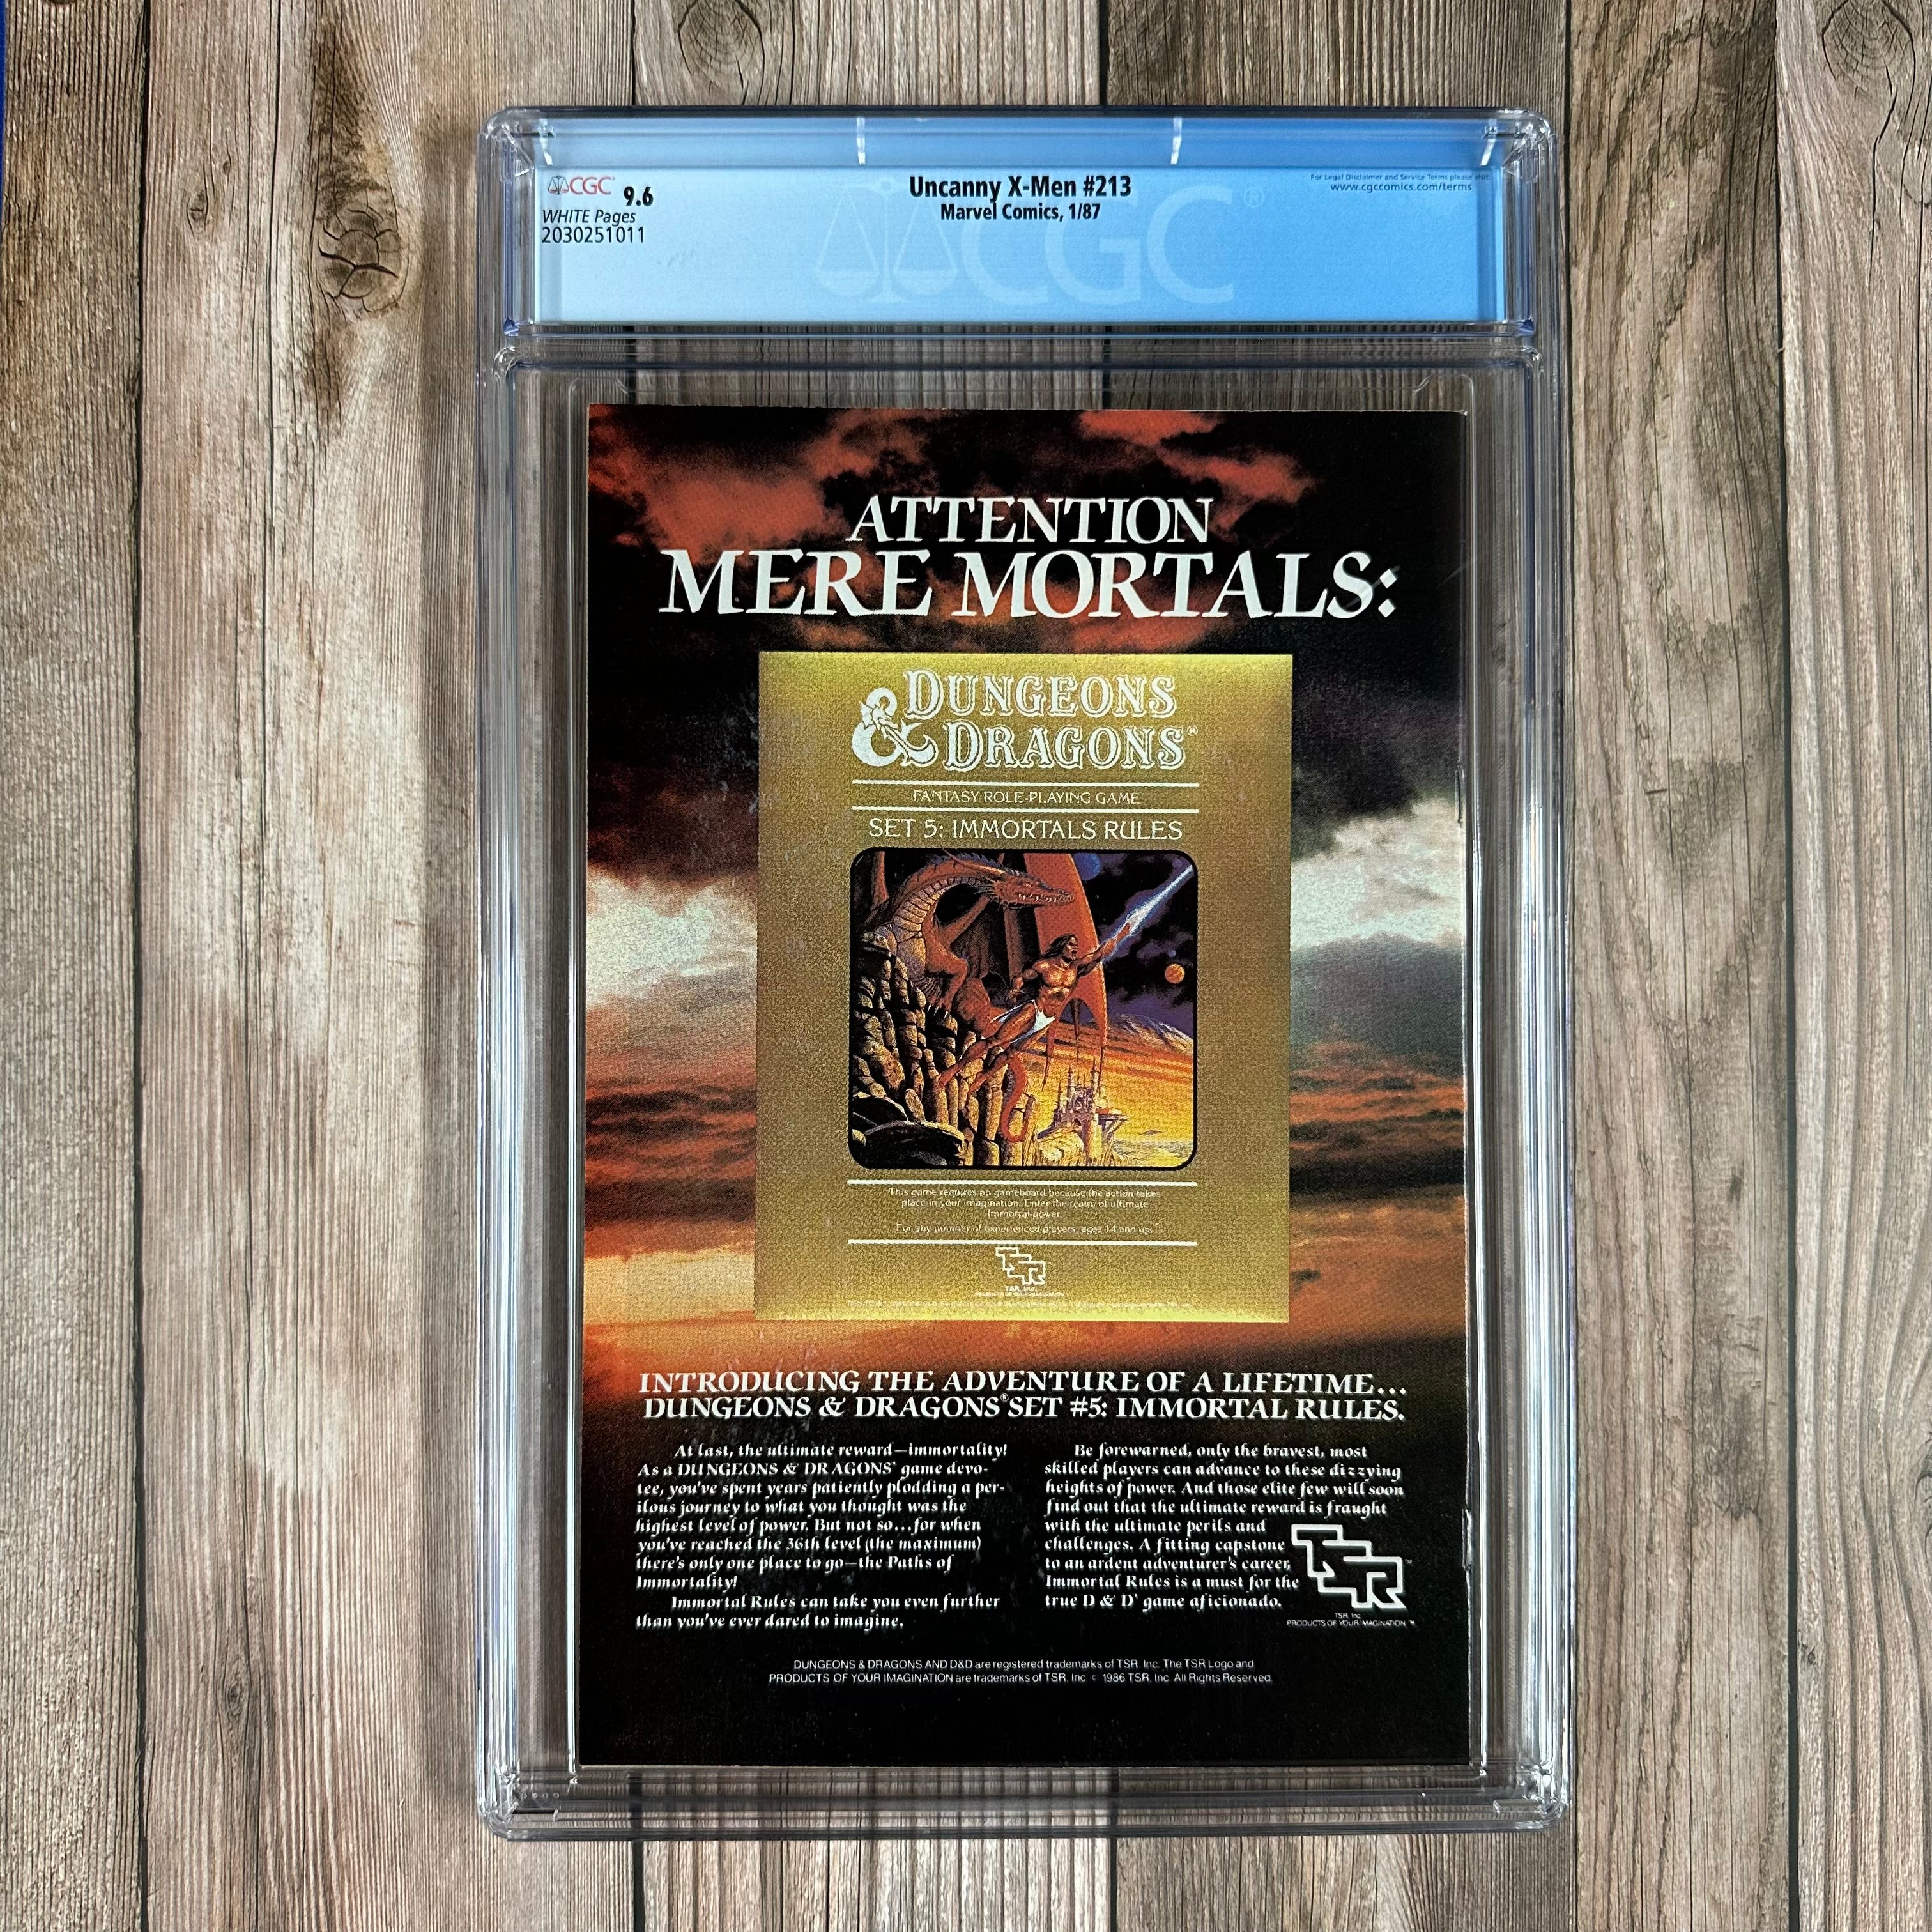 CGC 9.6
WHITE Pages
2030251011
Uncanny X-Men #213
Marvel Comics, 1/87
For Legal Disclaimer and Service Terms please visit
www.cgccomics.com/terms
CGC®
ATTENTION
MERE MORTALS:
DUNGEONS
& DRAGONS®
FANTASY ROLE-PLAYING GAME
SET 5: IMMORTALS RULES
This game requires no gameboard because the action takes
place in your imagination. Enter the realm of ultimate
Immortal power.
For any number of experienced players, ages 14 and up.
TSR
TSR, Inc.
PRODUCTS OF YOUR IMAGINATION
INTRODUCING THE ADVENTURE OF A LIFETIME...
DUNGEONS & DRAGONS® SET #5: IMMORTAL RULES.
At last, the ultimate reward—immortality!
As a DUNGEONS & DRAGONS® game devo-
tee, you've spent years patiently plodding a per-
ilous journey to what you thought was the
highest level of power. But not so...for when
you've reached the 36th level (the maximum)
there's only one place to go—the Paths of
Immortality!
Immortal Rules can take you even further
than you've ever dared to imagine.
Be forewarned, only the bravest, most
skilled players can advance to these dizzying
heights of power. And those elite few will soon
find out that the ultimate reward is fraught
with the ultimate perils and
challenges. A fitting capstone
to an ardent adventurer's career,
Immortal Rules is a must for the
true D & D® game aficionado.
TSR™
TSR, Inc.
PRODUCTS OF YOUR IMAGINATION™
DUNGEONS & DRAGONS AND D&D are registered trademarks of TSR, Inc. The TSR Logo and
PRODUCTS OF YOUR IMAGINATION are trademarks of TSR, Inc. © 1986 TSR, Inc. All Rights Reserved.